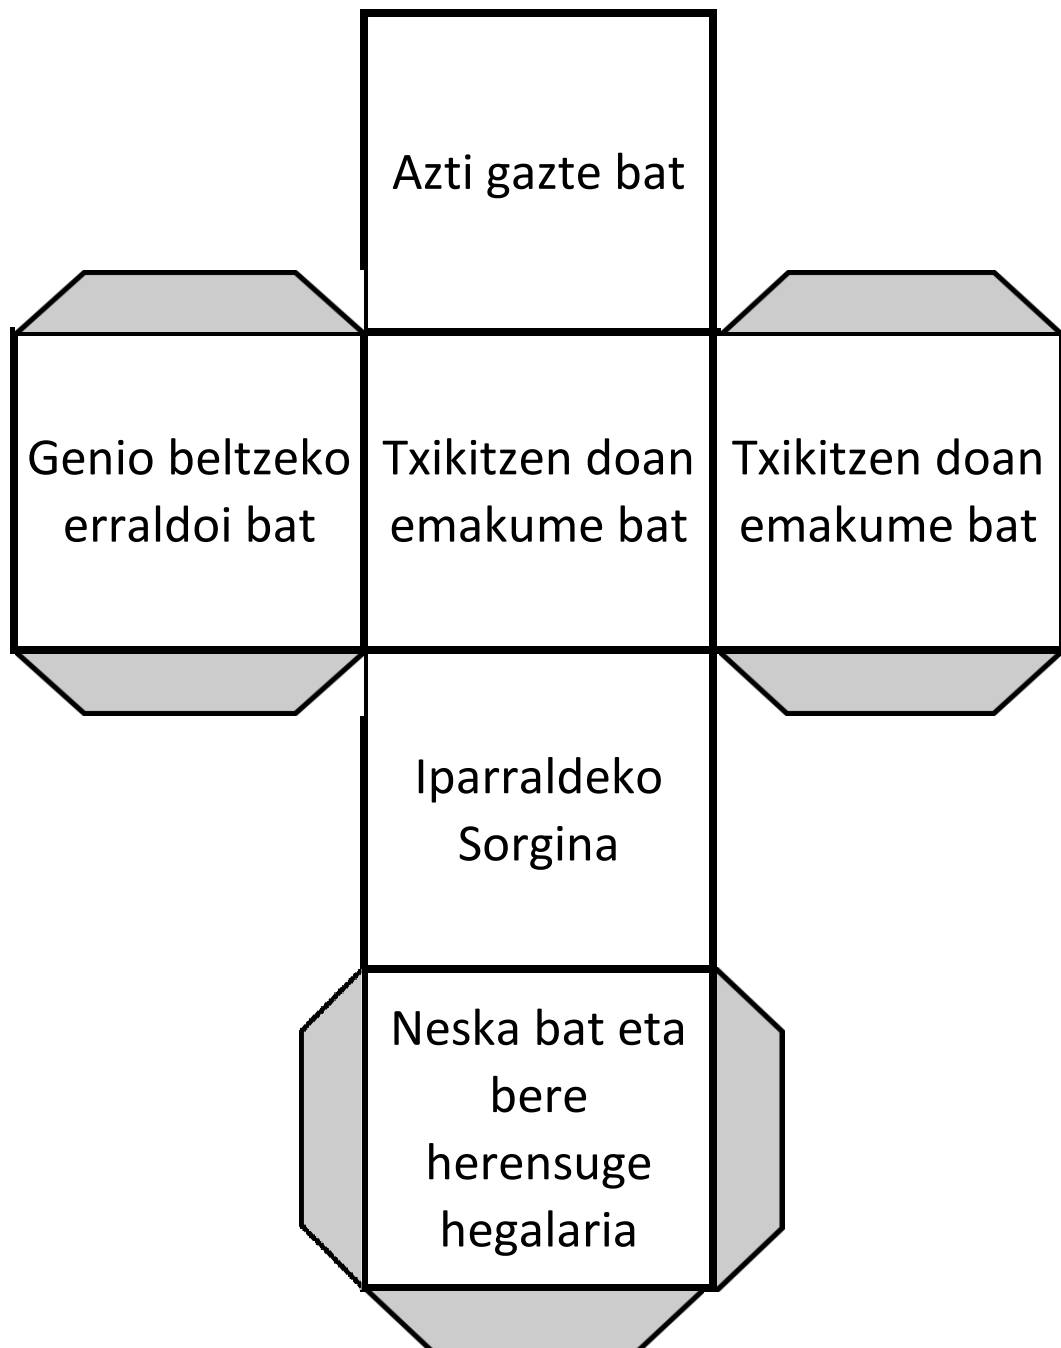 Azti gazte bat
Genio beltzeko
erraldoi bat
Txikitzen doan
emakume bat
Txikitzen doan
emakume bat
Iparraldeko
Sorgina
Neska bat eta
bere
herensuge
hegalaria